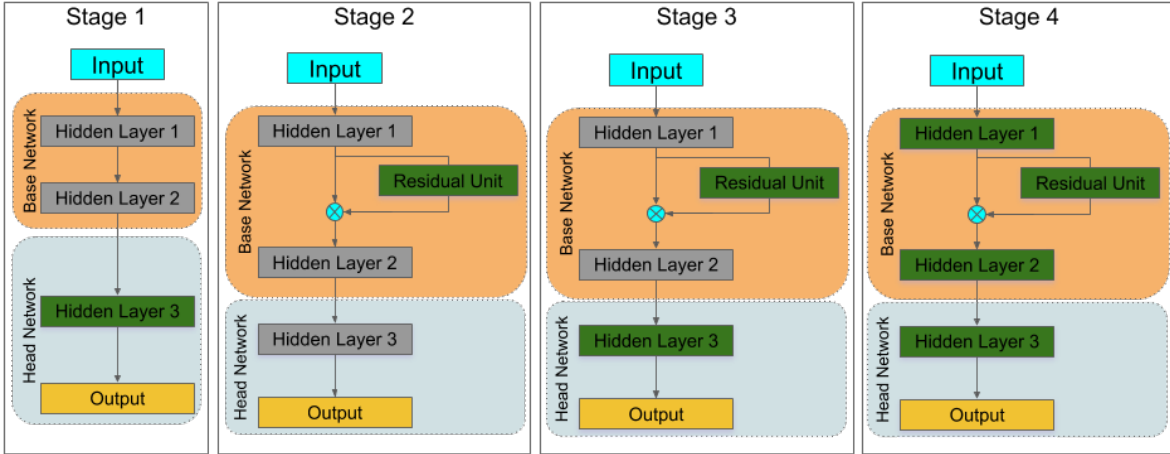 Stage 1
Input
Base Network
Hidden Layer 1
Hidden Layer 2
Head Network
Hidden Layer 3
Output
Stage 2
Input
Base Network
Hidden Layer 1
Residual Unit
Hidden Layer 2
Head Network
Hidden Layer 3
Output
Stage 3
Input
Base Network
Hidden Layer 1
Residual Unit
Hidden Layer 2
Head Network
Hidden Layer 3
Output
Stage 4
Input
Base Network
Hidden Layer 1
Residual Unit
Hidden Layer 2
Head Network
Hidden Layer 3
Output